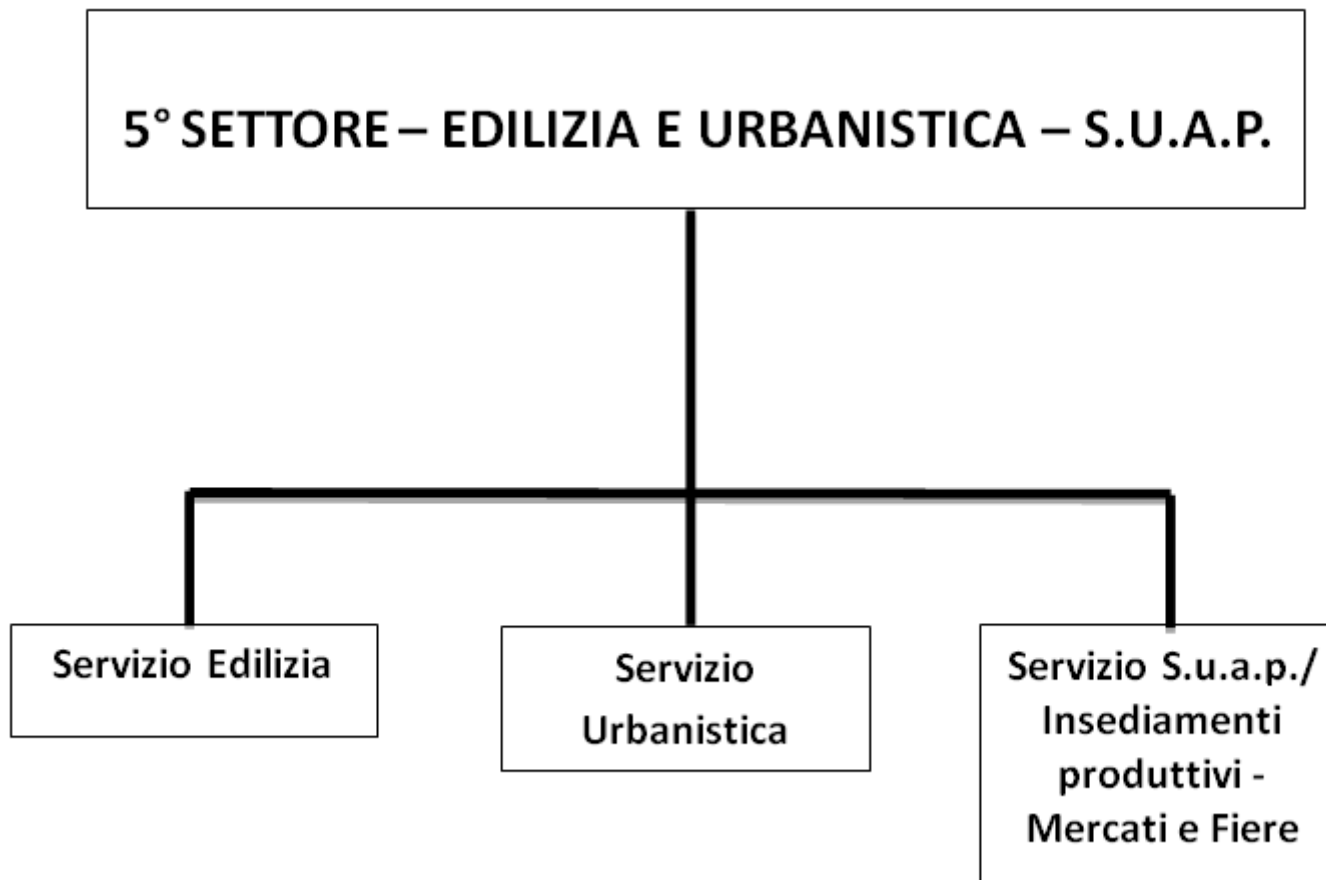 5° SETTORE – EDILIZIA E URBANISTICA – S.U.A.P.
Servizio Edilizia
Servizio
Urbanistica
Servizio S.u.a.p./
Insediamenti
produttivi -
Mercati e Fiere